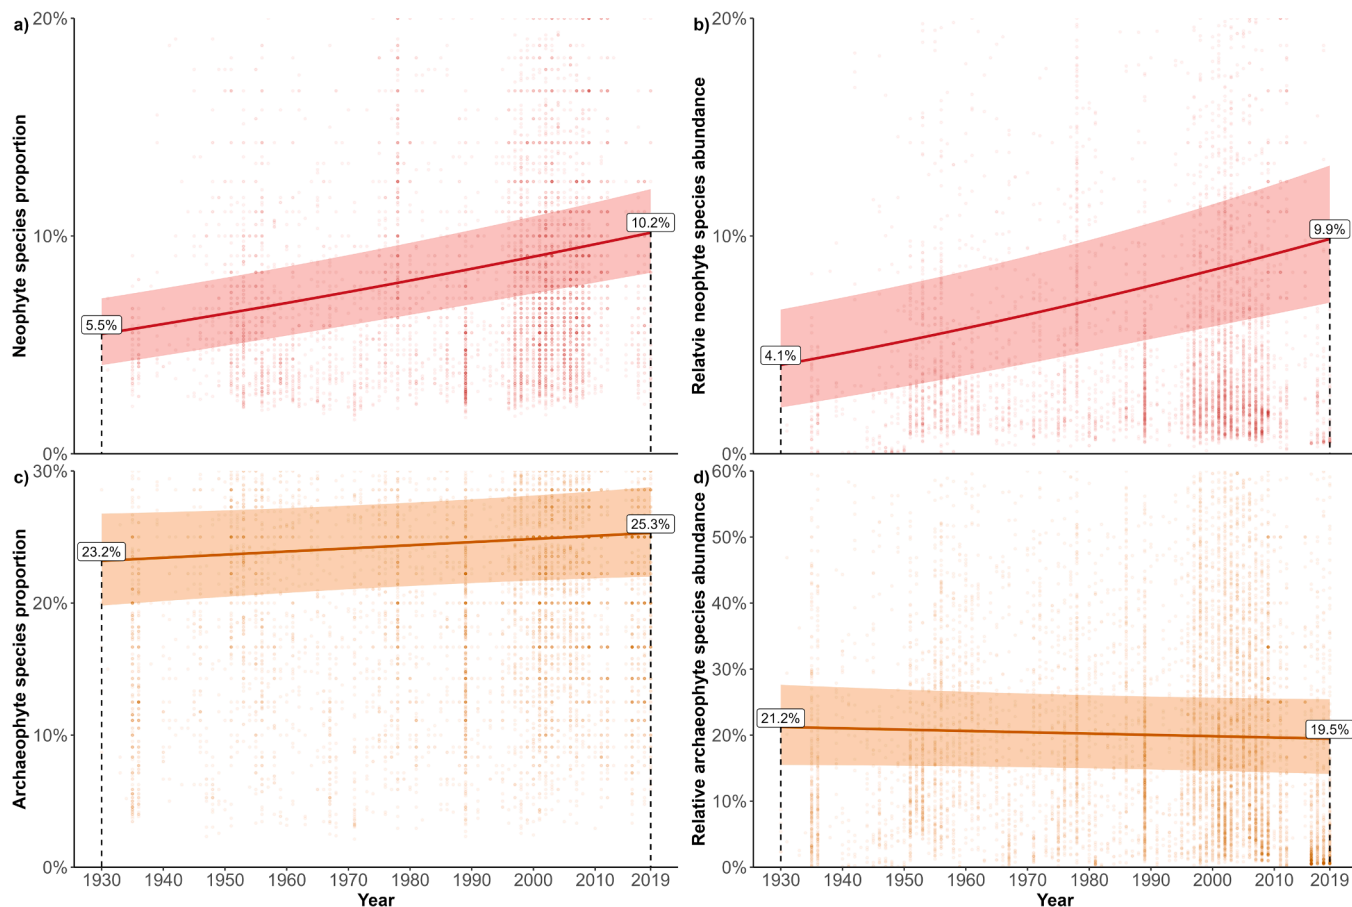 a)
20%
10%
0%
Neophyte species proportion
5.5%
10.2%
b)
20%
10%
0%
Relatvie neophyte species abundance
4.1%
9.9%
c)
30%
20%
10%
0%
Archaeophyte species proportion
23.2%
25.3%
1930 1940 1950 1960 1970 1980 1990 2000 2010 2019
Year
d)
60%
50%
40%
30%
20%
10%
0%
Relative archaeophyte species abundance
21.2%
19.5%
1930 1940 1950 1960 1970 1980 1990 2000 2010 2019
Year